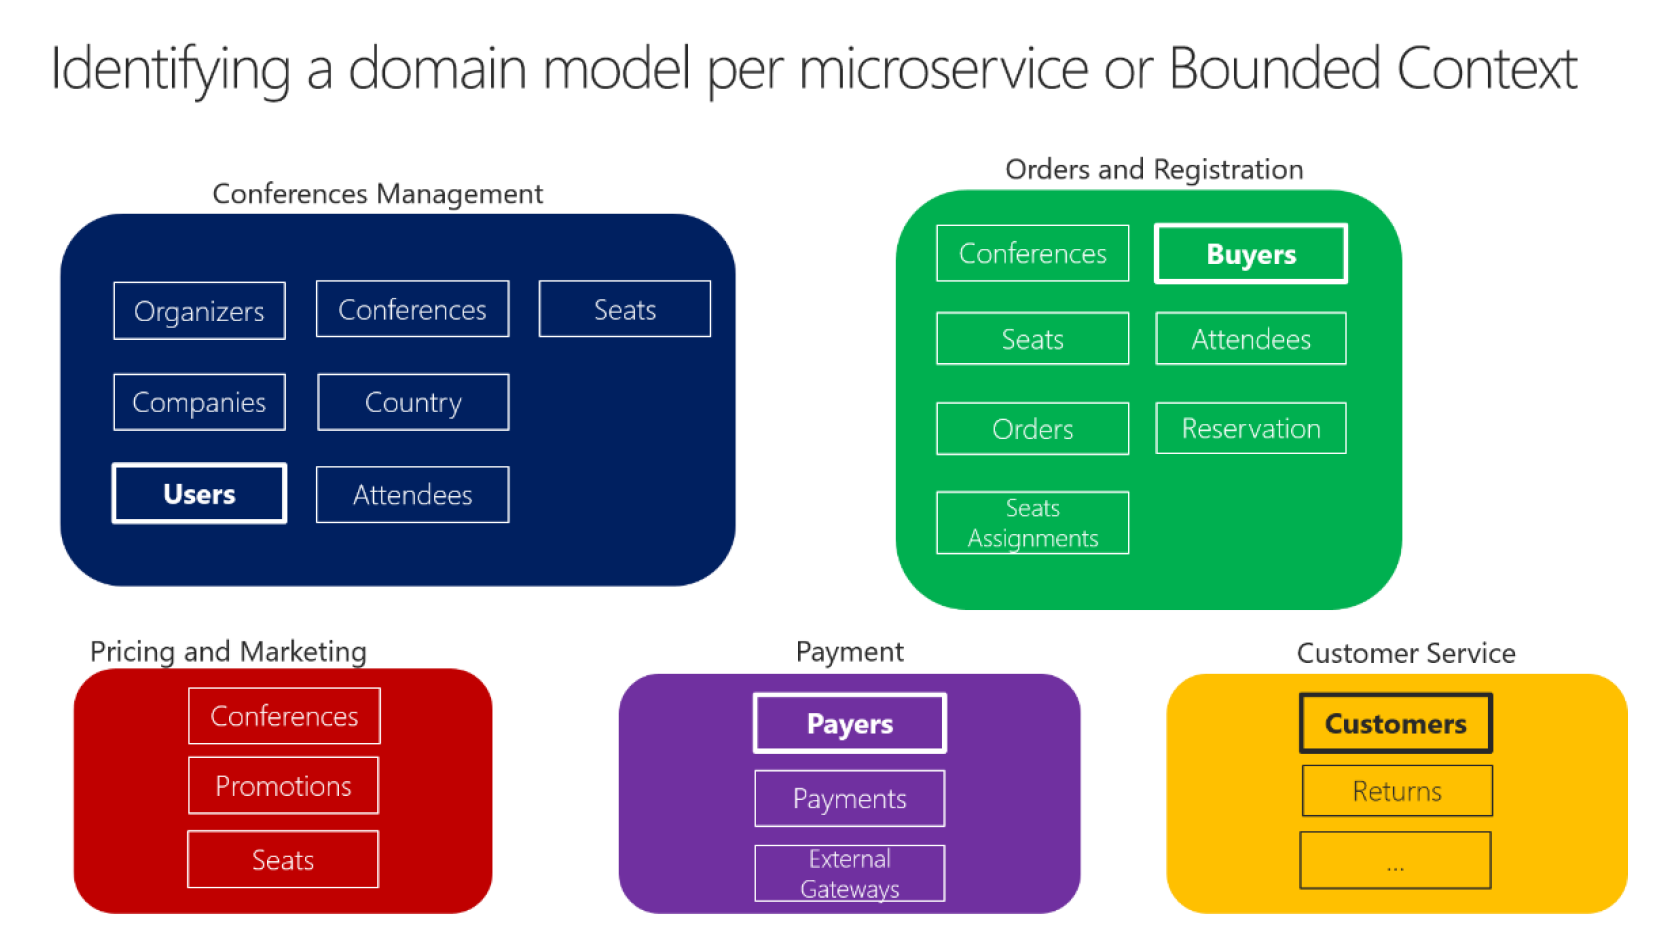 Identifying a domain model per microservice or Bounded Context
Conferences Management
Organizers
Conferences
Seats
Companies
Country
Users
Attendees
Orders and Registration
Conferences
Buyers
Seats
Attendees
Orders
Reservation
Seats
Assignments
Pricing and Marketing
Conferences
Promotions
Seats
Payment
Payers
Payments
External
Gateways
Customer Service
Customers
Returns
...